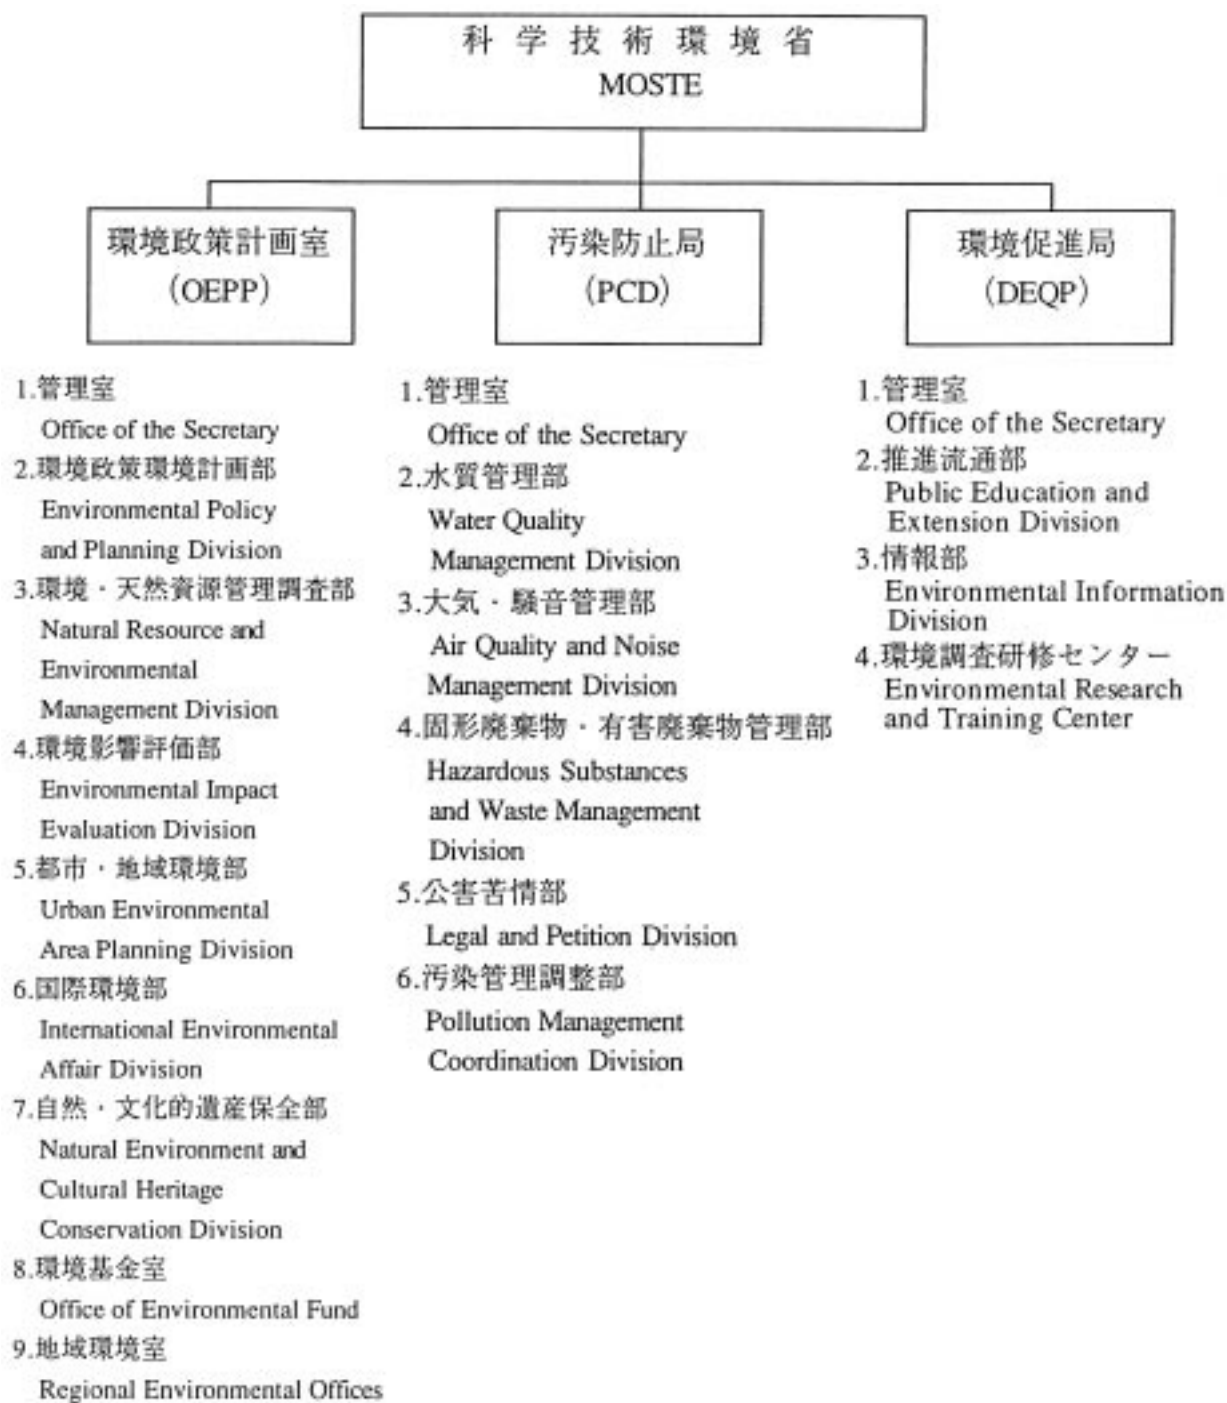 科学技術環境省
MOSTE
環境政策計画室
（OEPP）
汚染防止局
（PCD）
環境促進局
（DEQP）
1.管理室
Office of the Secretary
2.環境政策環境計画部
Environmental Policy
and Planning Division
3.環境・天然資源管理調査部
Natural Resource and
Environmental
Management Division
4.環境影響評価部
Environmental Impact
Evaluation Division
5.都市・地域環境部
Urban Environmental
Area Planning Division
6.国際環境部
International Environmental
Affair Division
7.自然・文化的遺産保全部
Natural Environment and
Cultural Heritage
Conservation Division
8.環境基金室
Office of Environmental Fund
9.地域環境室
Regional Environmental Offices
1.管理室
Office of the Secretary
2.水質管理部
Water Quality
Management Division
3.大気・騒音管理部
Air Quality and Noise
Management Division
4.固形廃棄物・有害廃棄物管理部
Hazardous Substances
and Waste Management
Division
5.公害苦情部
Legal and Petition Division
6.汚染管理調整部
Pollution Management
Coordination Division
1.管理室
Office of the Secretary
2.推進流通部
Public Education and
Extension Division
3.情報部
Environmental Information
Division
4.環境調査研修センター
Environmental Research
and Training Center